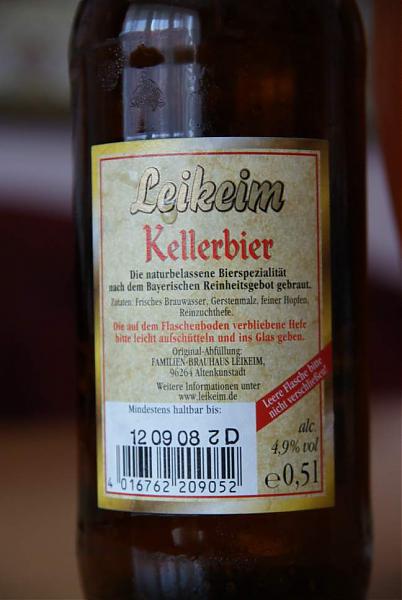 Leikeim
Kellerbier
Die naturbelassene Bierspezialität
nach dem Bayerischen Reinheitsgebot gebraut.
Zutaten: Frisches Brauwasser, Gerstenmalz, feiner Hopfen,
Reinzuchthefe.
Die auf dem Flaschenboden verbliebene Hefe
bitte leicht aufschütteln und ins Glas geben.
Original-Abfüllung:
FAMILIEN-BRAUHAUS LEIKEIM,
96264 Altenkunstadt
Weitere Informationen unter
www.leikeim.de
Leere Flasche bitte
nicht verschließen!
Mindestens haltbar bis:
12 09 08 2 D
4 016762 209052
alc.
4,9% vol
e 0,5 l